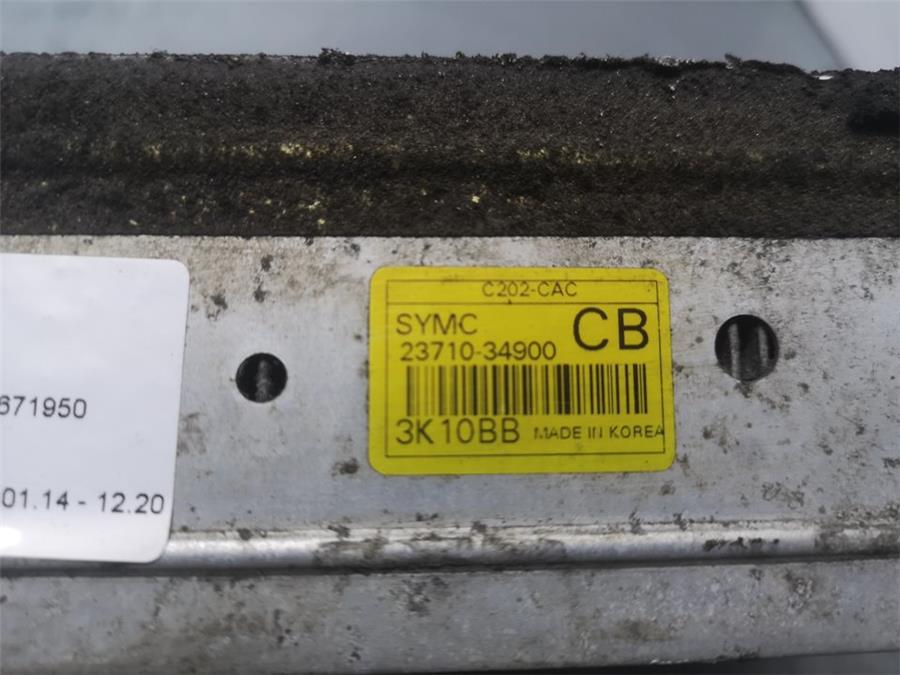 C202-CAC
SYMC CB
23710-34900
3K10BB MADE IN KOREA
671950
01.14 - 12.20